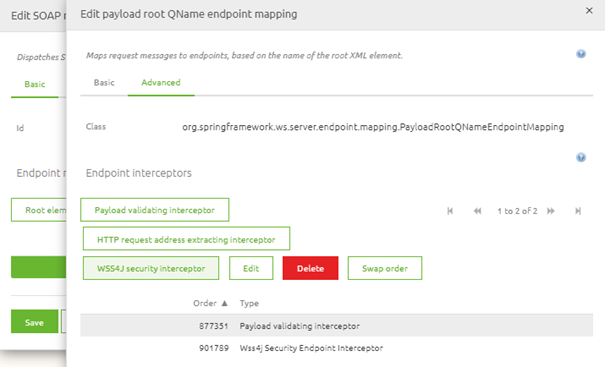 Edit SOAP
Edit payload root QName endpoint mapping
×
Dispatches S
Maps request messages to endpoints, based on the name of the root XML element.
?
Basic
Basic
Advanced
Id
Class
org.springframework.ws.server.endpoint.mapping.PayloadRootQNameEndpointMapping
?
Endpoint
Endpoint interceptors
Root elem
Payload validating interceptor
1 to 2 of 2
HTTP request address extracting interceptor
WSS4J security interceptor
Edit
Delete
Swap order
Order ▲
Type
877351
Payload validating interceptor
901789
Wss4j Security Endpoint Interceptor
Save